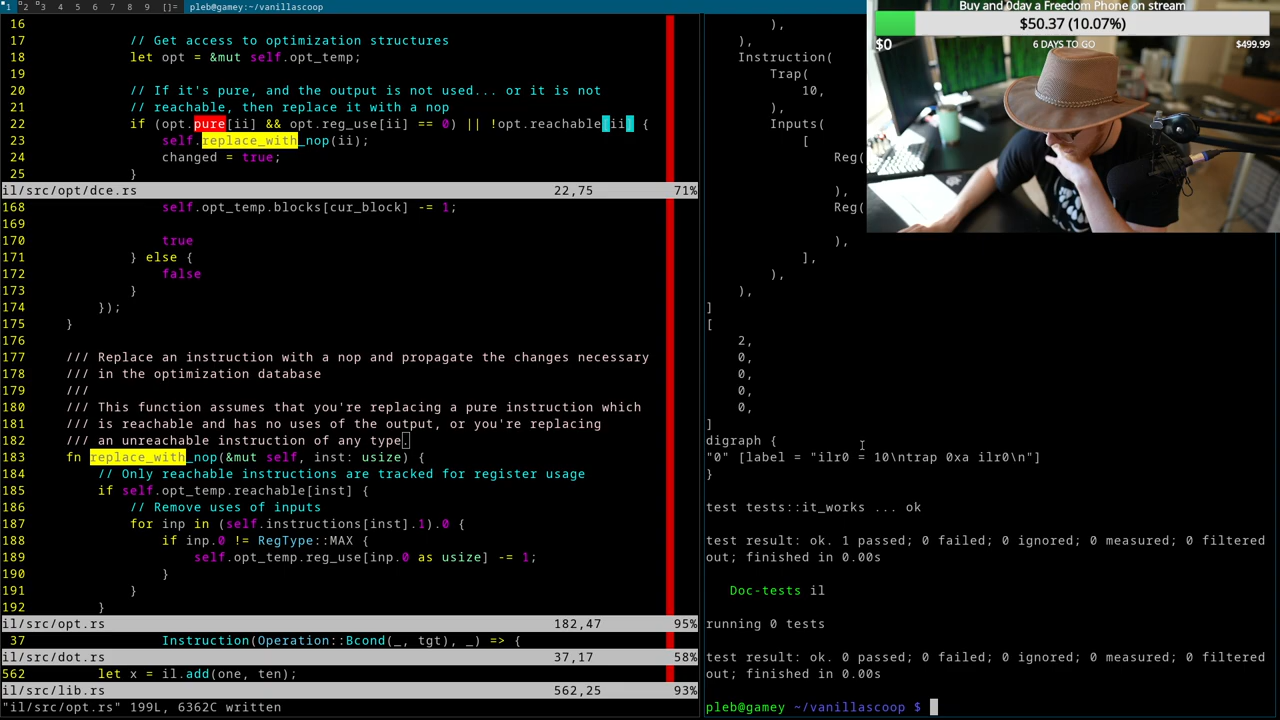 1 2 3 4 5 6 7 8 9 []= pleb@gamey:~/vanillascoop
16
17 // Get access to optimization structures
18 let opt = &mut self.opt_temp;
19
20 // If it's pure, and the output is not used... or it is not
21 // reachable, then replace it with a nop
22 if (opt.pure[ii] && opt.reg_use[ii] == 0) || !opt.reachable[ii] {
23 self.replace_with_nop(ii);
24 changed = true;
25 }
il/src/opt/dce.rs 22,75 71%
168 self.opt_temp.blocks[cur_block] -= 1;
169
170 true
171 } else {
172 false
173 }
174 });
175 }
176
177 /// Replace an instruction with a nop and propagate the changes necessary
178 /// in the optimization database
179 ///
180 /// This function assumes that you're replacing a pure instruction which
181 /// is reachable and has no uses of the output, or you're replacing
182 /// an unreachable instruction of any type.
183 fn replace_with_nop(&mut self, inst: usize) {
184 // Only reachable instructions are tracked for register usage
185 if self.opt_temp.reachable[inst] {
186 // Remove uses of inputs
187 for inp in (self.instructions[inst].1).0 {
188 if inp.0 != RegType::MAX {
189 self.opt_temp.reg_use[inp.0 as usize] -= 1;
190 }
191 }
192 }
il/src/opt.rs 182,47 95%
37 Instruction(Operation::Bcond(_, tgt), _) => {
il/src/dot.rs 37,17 58%
562 let x = il.add(one, ten);
il/src/lib.rs 562,25 93%
"il/src/opt.rs" 199L, 6362C written
),
),
Instruction(
Trap(
10,
),
Inputs(
[
Reg(
),
Reg(
),
],
),
),
]
[
2,
0,
0,
0,
0,
]
digraph {
"0" [label = "ilr0 = 10\ntrap 0xa ilr0\n"]
}
test tests::it_works ... ok
test result: ok. 1 passed; 0 failed; 0 ignored; 0 measured; 0 filtered
out; finished in 0.00s
Doc-tests il
running 0 tests
test result: ok. 0 passed; 0 failed; 0 ignored; 0 measured; 0 filtered
out; finished in 0.00s
pleb@gamey ~/vanillascoop $
Buy and 0day a Freedom Phone on stream
$50.37 (10.07%)
$0 6 DAYS TO GO $499.99